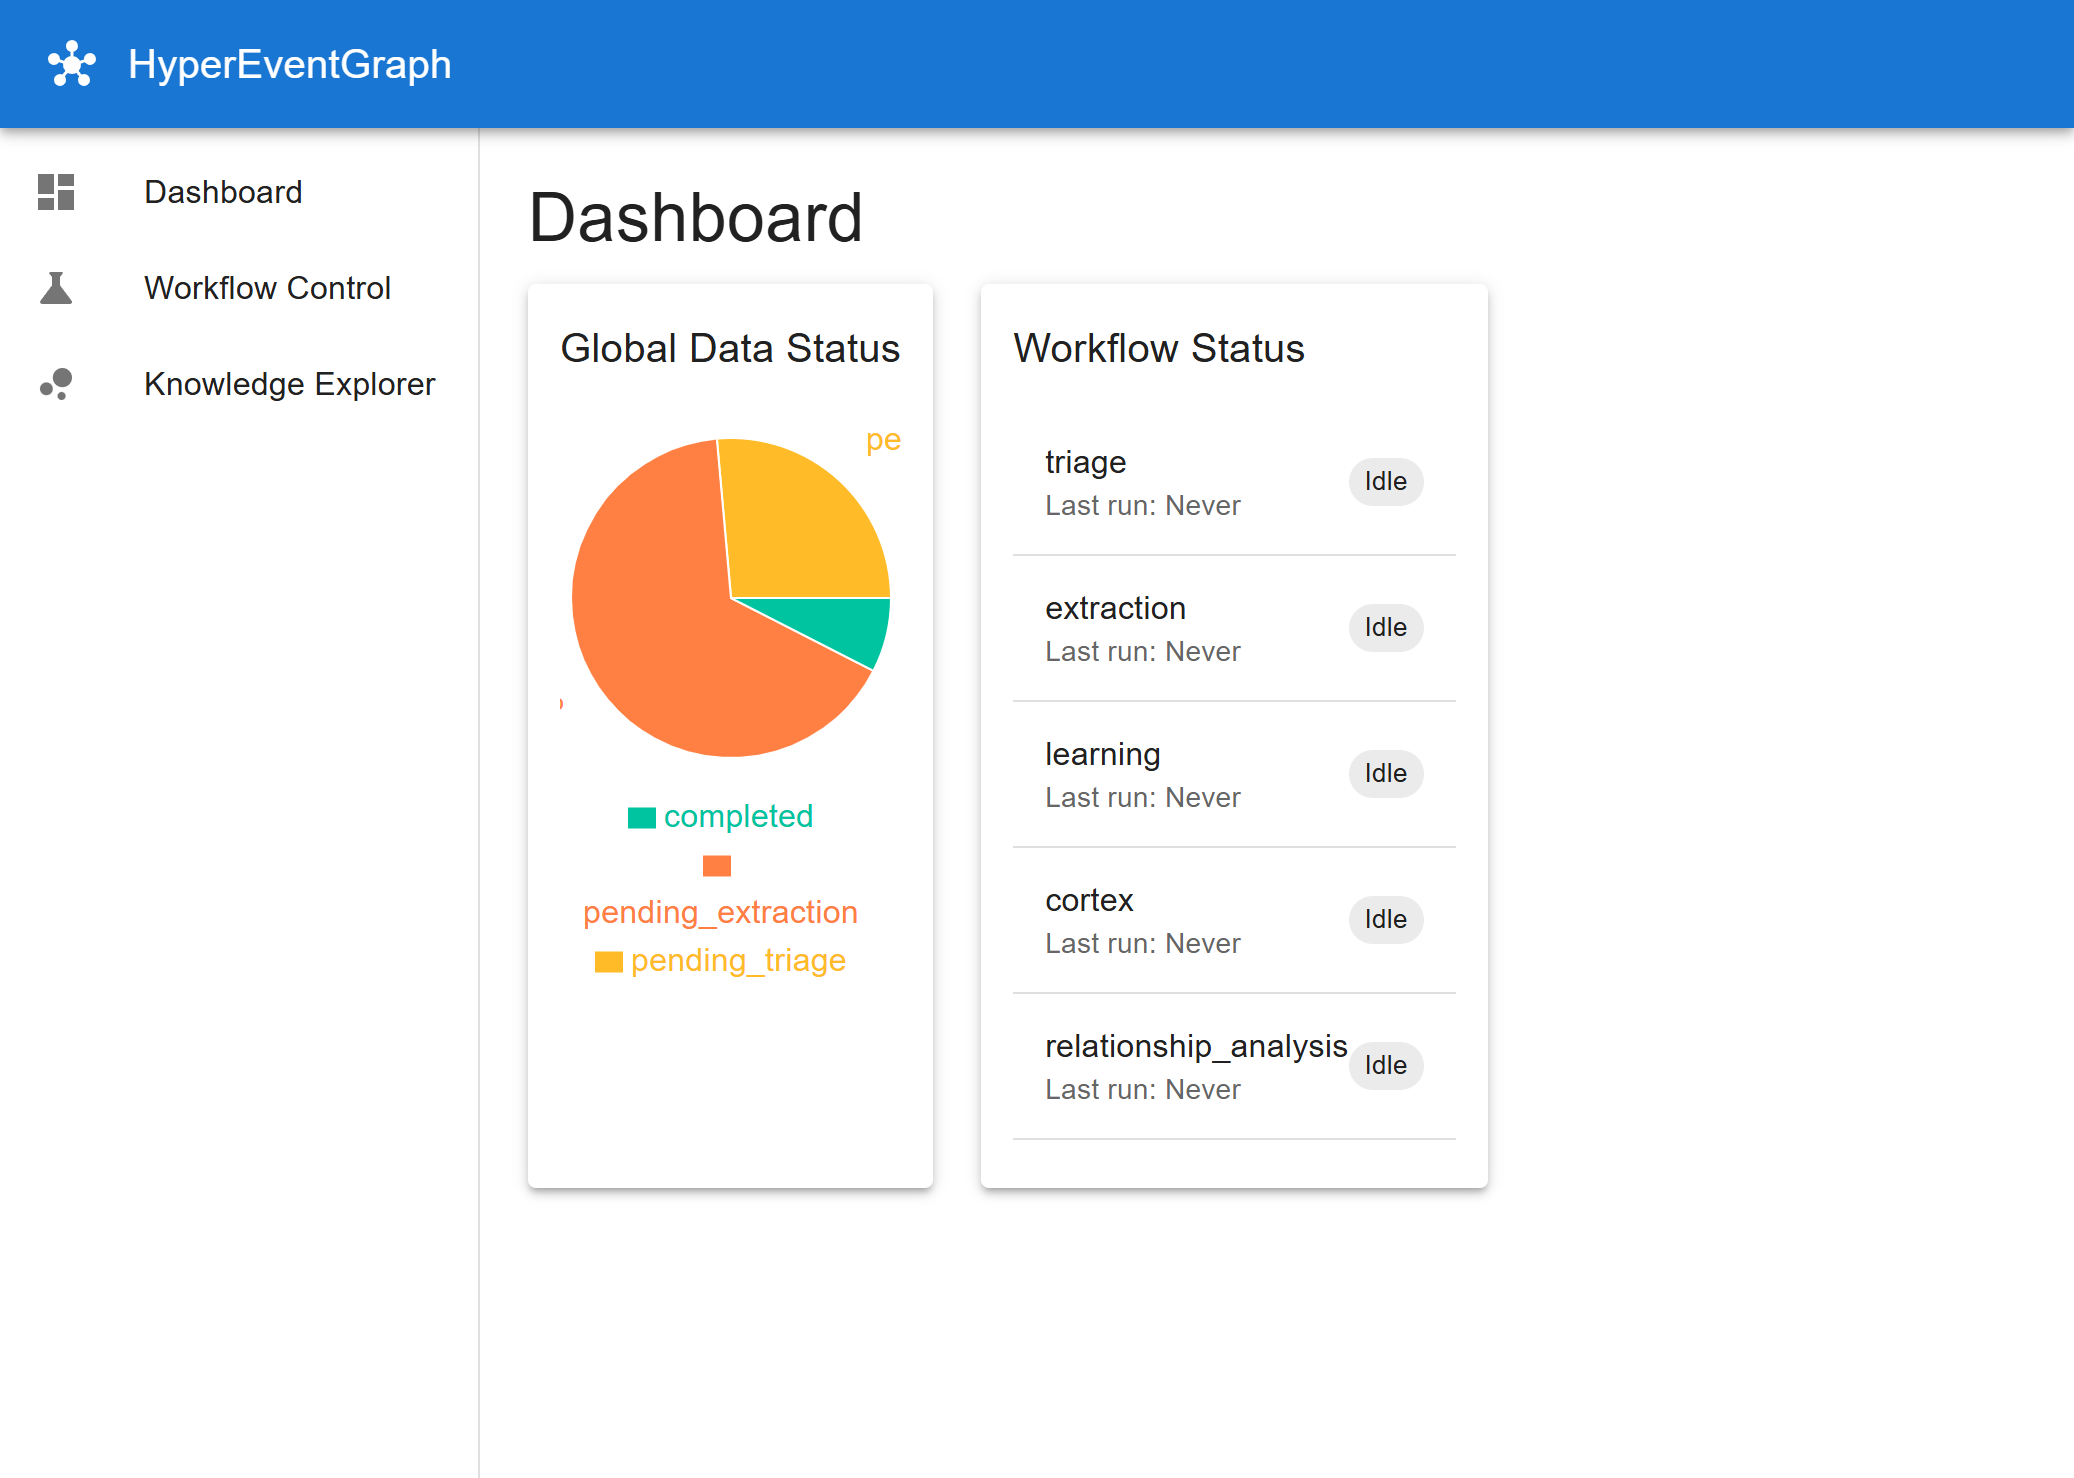 HyperEventGraph
Dashboard
Workflow Control
Knowledge Explorer
Dashboard
Global Data Status
pe
completed
pending_extraction
pending_triage
Workflow Status
triage
Last run: Never
Idle
extraction
Last run: Never
Idle
learning
Last run: Never
Idle
cortex
Last run: Never
Idle
relationship_analysis
Last run: Never
Idle